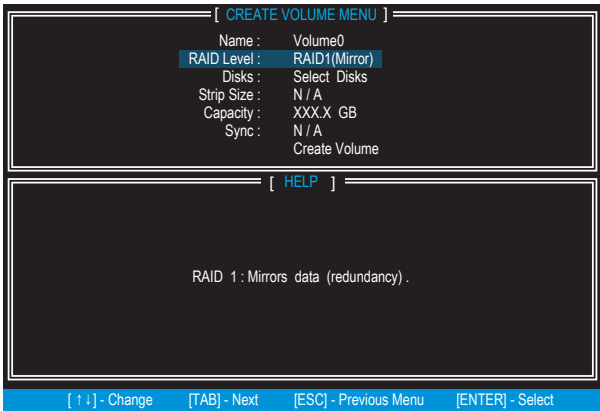 [ CREATE VOLUME MENU ]
Name : Volume0
RAID Level : RAID1(Mirror)
Disks : Select Disks
Strip Size : N / A
Capacity : XXX.X GB
Sync : N / A
Create Volume
[ HELP ]
RAID 1 : Mirrors data (redundancy) .
[ ↑↓] - Change [TAB] - Next [ESC] - Previous Menu [ENTER] - Select